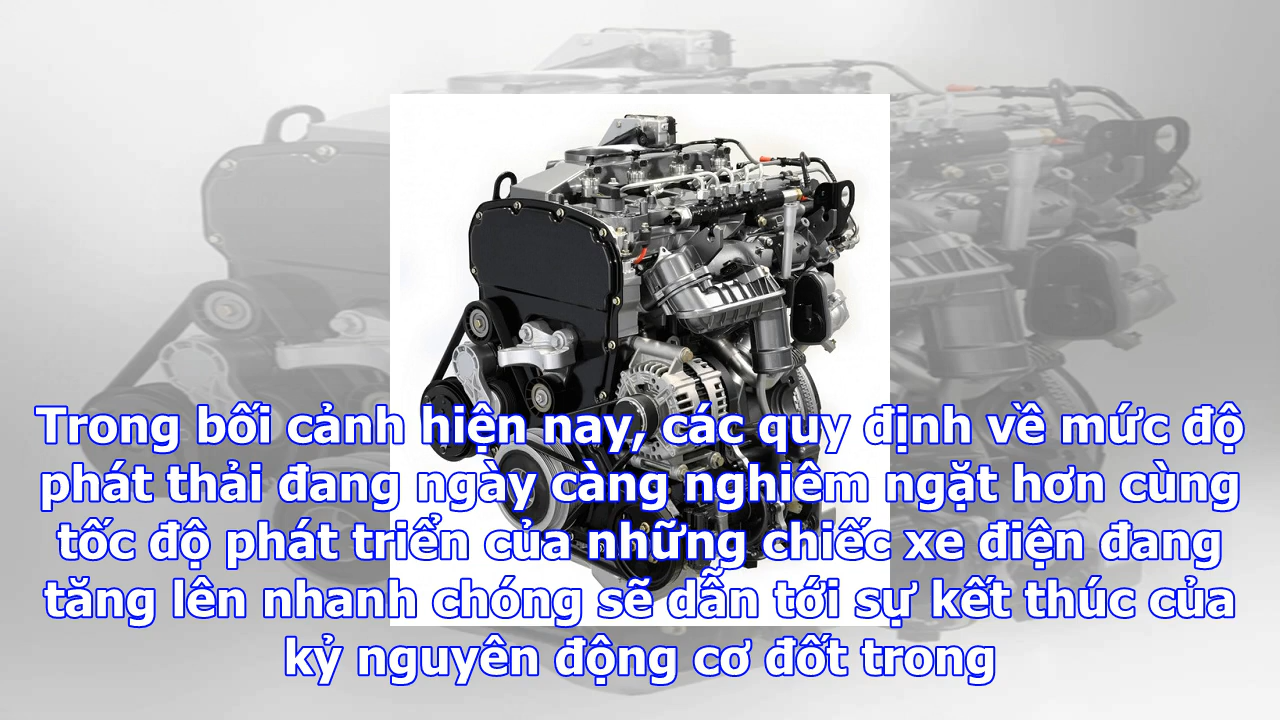 Trong bối cảnh hiện nay, các quy định về mức độ
phát thải đang ngày càng nghiêm ngặt hơn cùng
tốc độ phát triển của những chiếc xe điện đang
tăng lên nhanh chóng sẽ dẫn tới sự kết thúc của
kỷ nguyên động cơ đốt trong